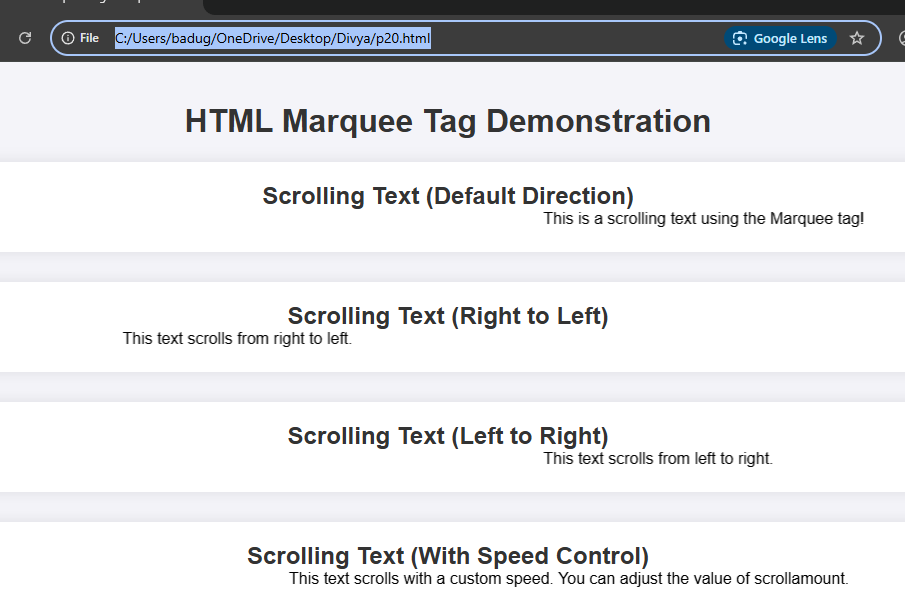 File C:/Users/badug/OneDrive/Desktop/Divya/p20.html Google Lens
HTML Marquee Tag Demonstration
Scrolling Text (Default Direction)
This is a scrolling text using the Marquee tag!
Scrolling Text (Right to Left)
This text scrolls from right to left.
Scrolling Text (Left to Right)
This text scrolls from left to right.
Scrolling Text (With Speed Control)
This text scrolls with a custom speed. You can adjust the value of scrollamount.